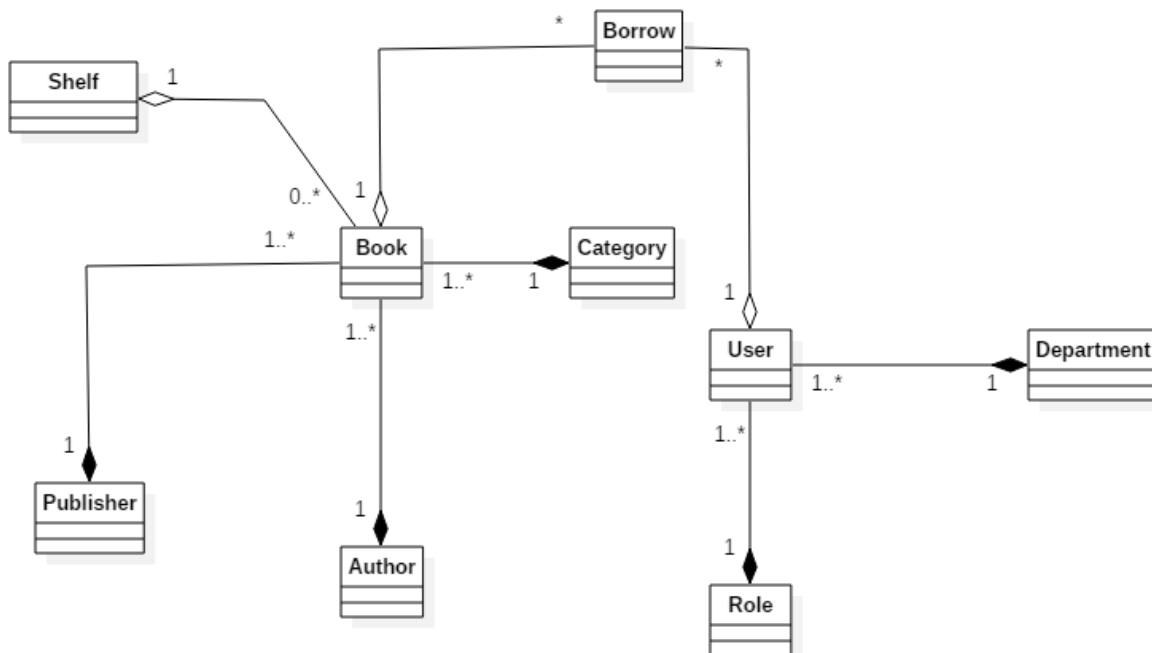 *
Borrow
Shelf
1
*
0..*
1
1..*
Book
Category
1..*
1
1
1..*
User
Department
1..*
1
1..*
1
Publisher
1
Author
1
Role